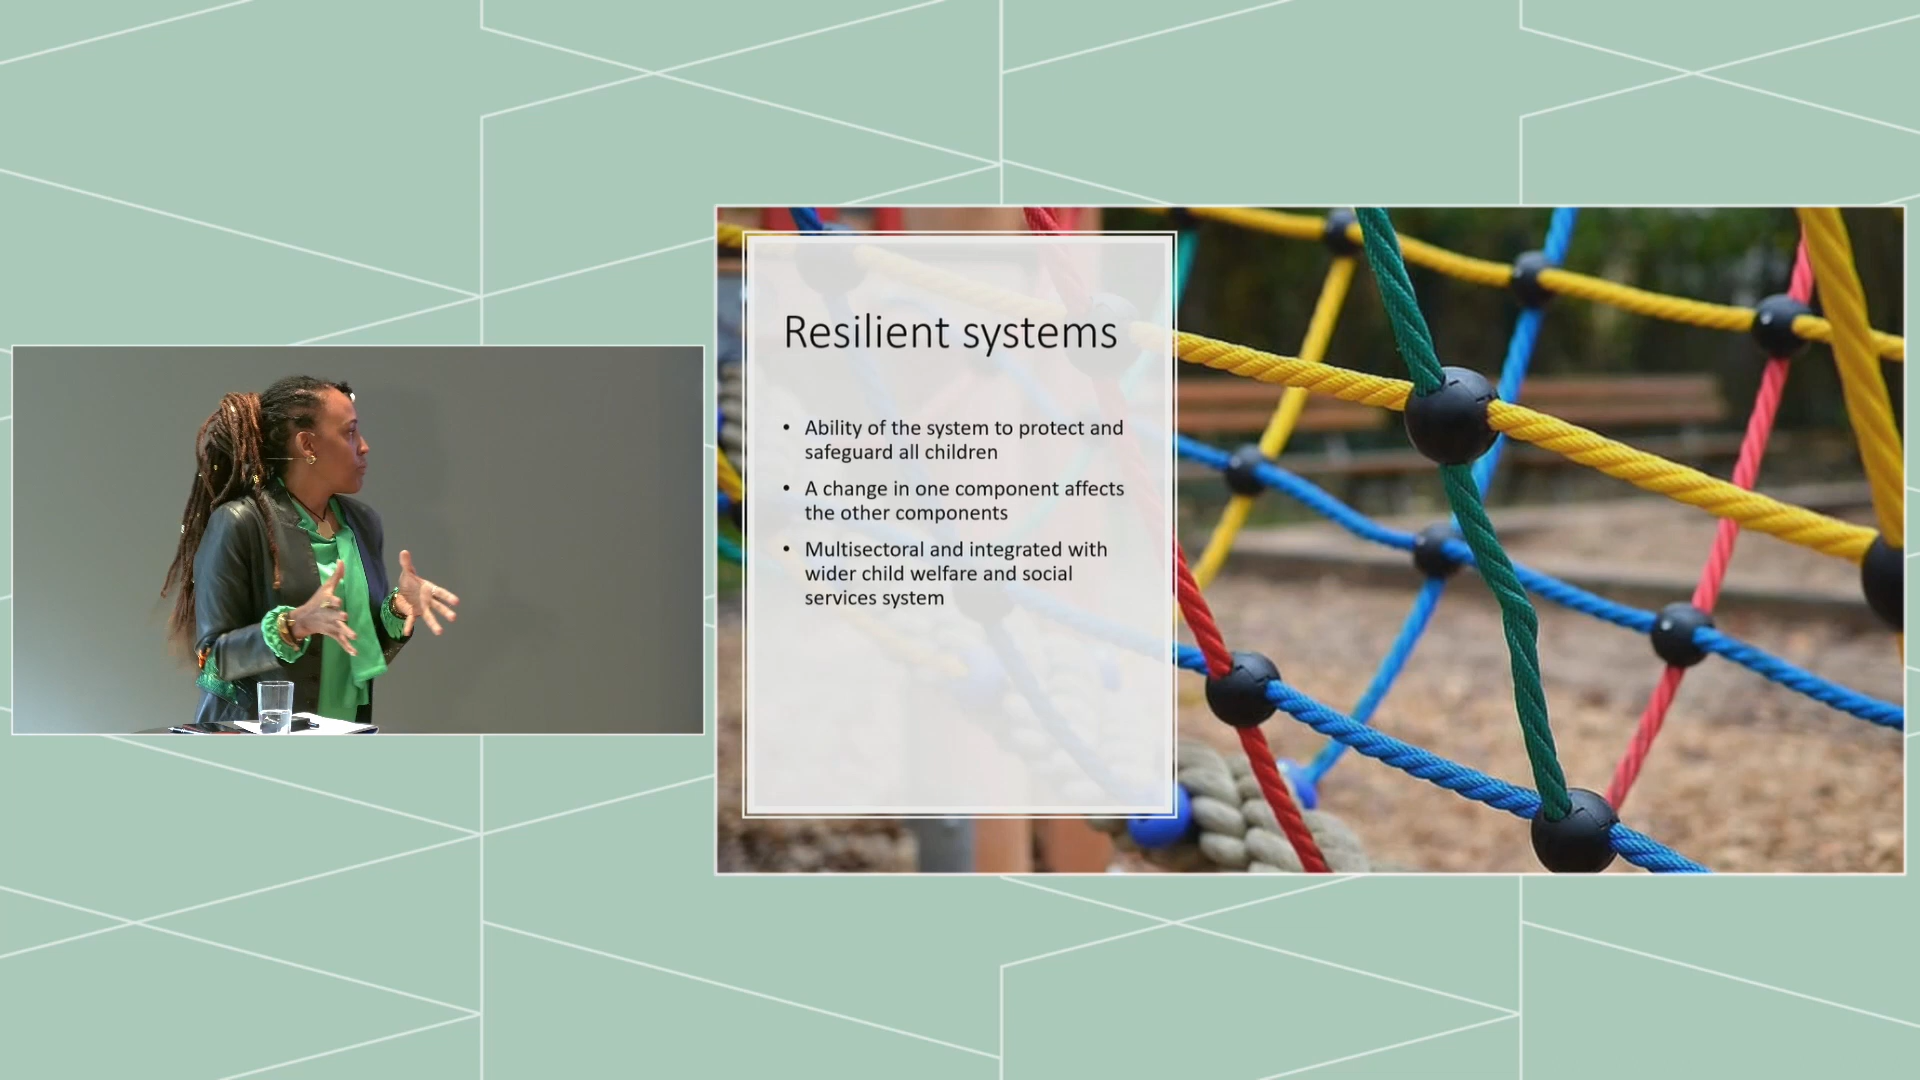 Resilient systems
• Ability of the system to protect and
safeguard all children
• A change in one component affects
the other components
• Multisectoral and integrated with
wider child welfare and social
services system